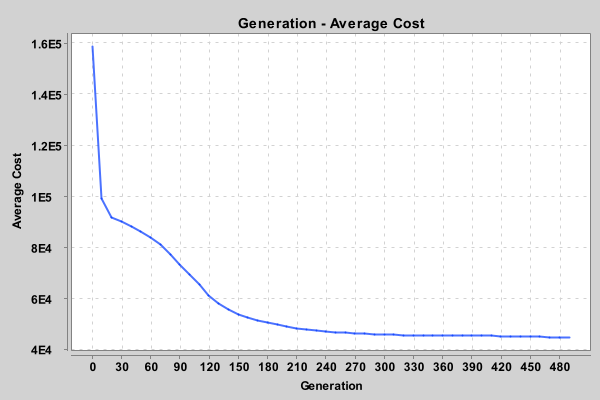 Generation - Average Cost
Average Cost
1.6E5
1.4E5
1.2E5
1E5
8E4
6E4
4E4
0 30 60 90 120 150 180 210 240 270 300 330 360 390 420 450 480
Generation